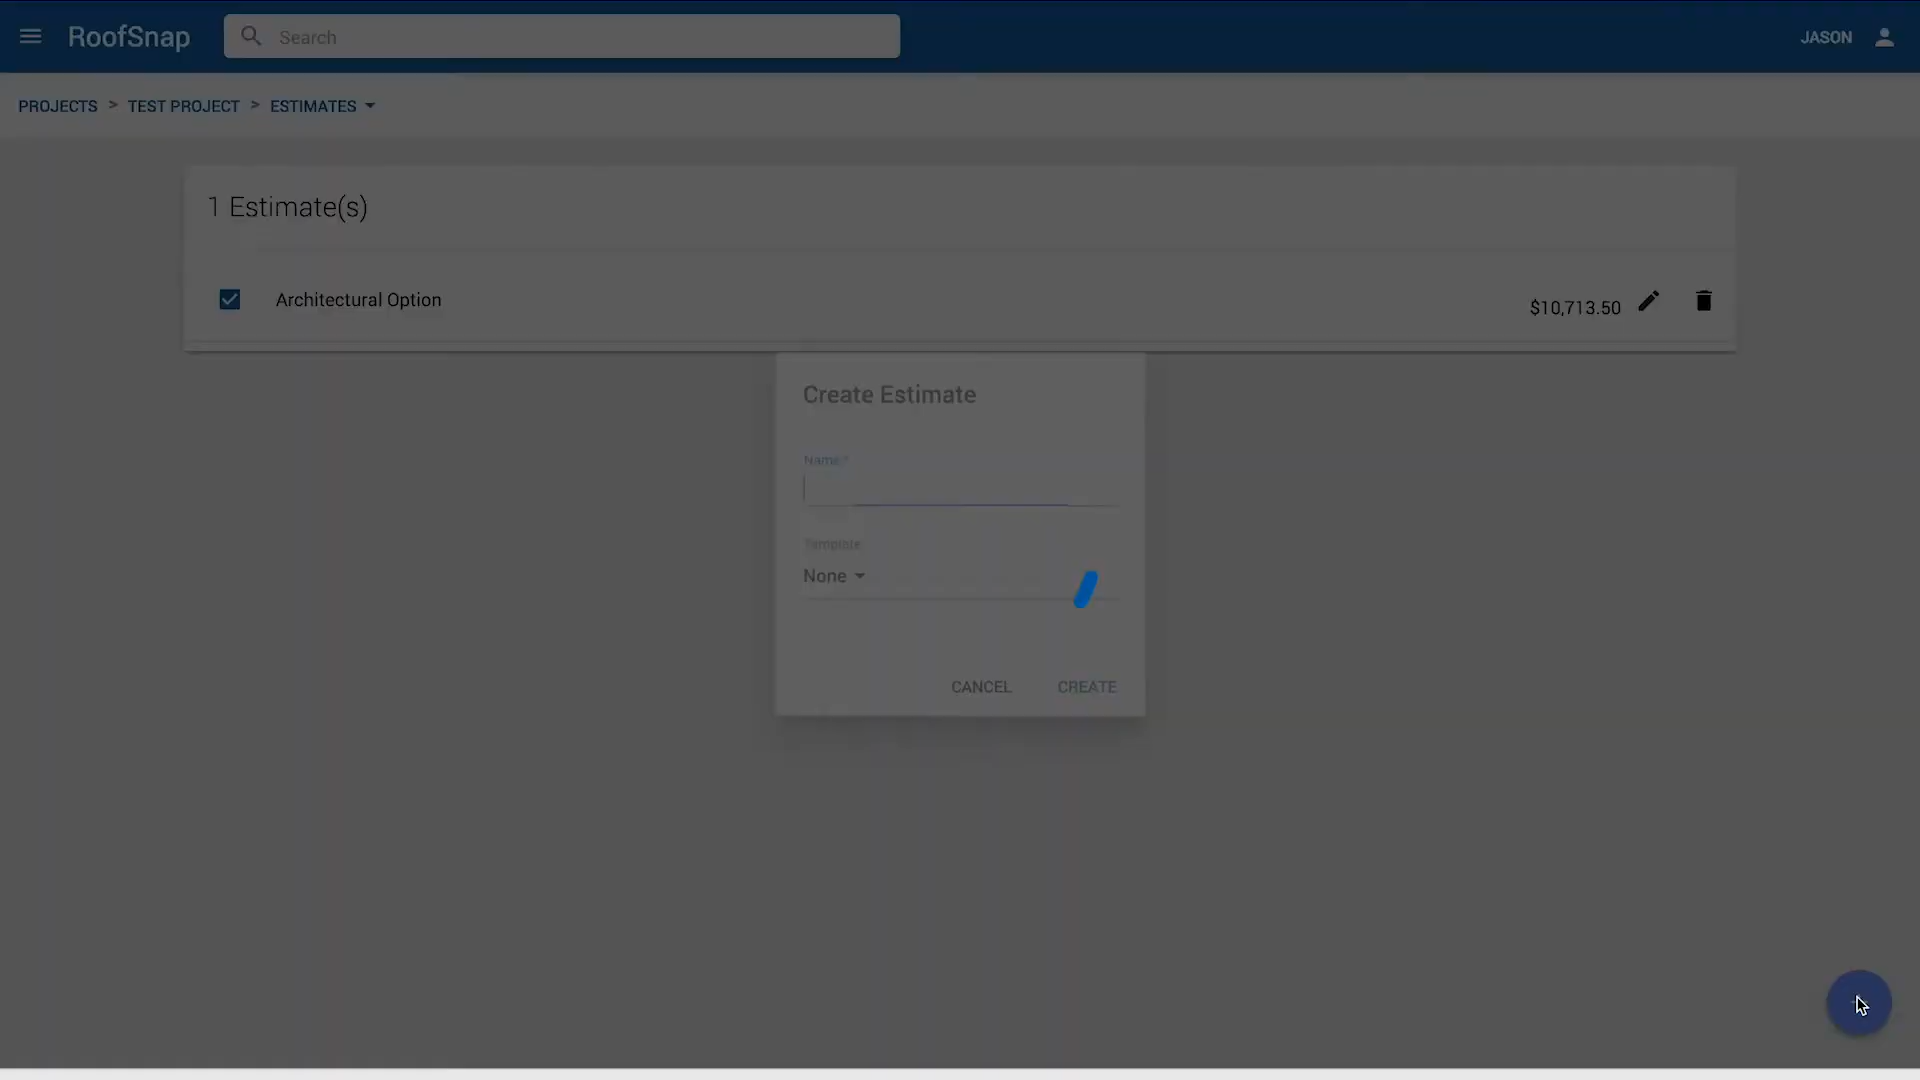 RoofSnap
Search
JASON
PROJECTS > TEST PROJECT > ESTIMATES
1 Estimate(s)
Architectural Option
$10,713.50
Create Estimate
Name *
Template
None
CANCEL
CREATE